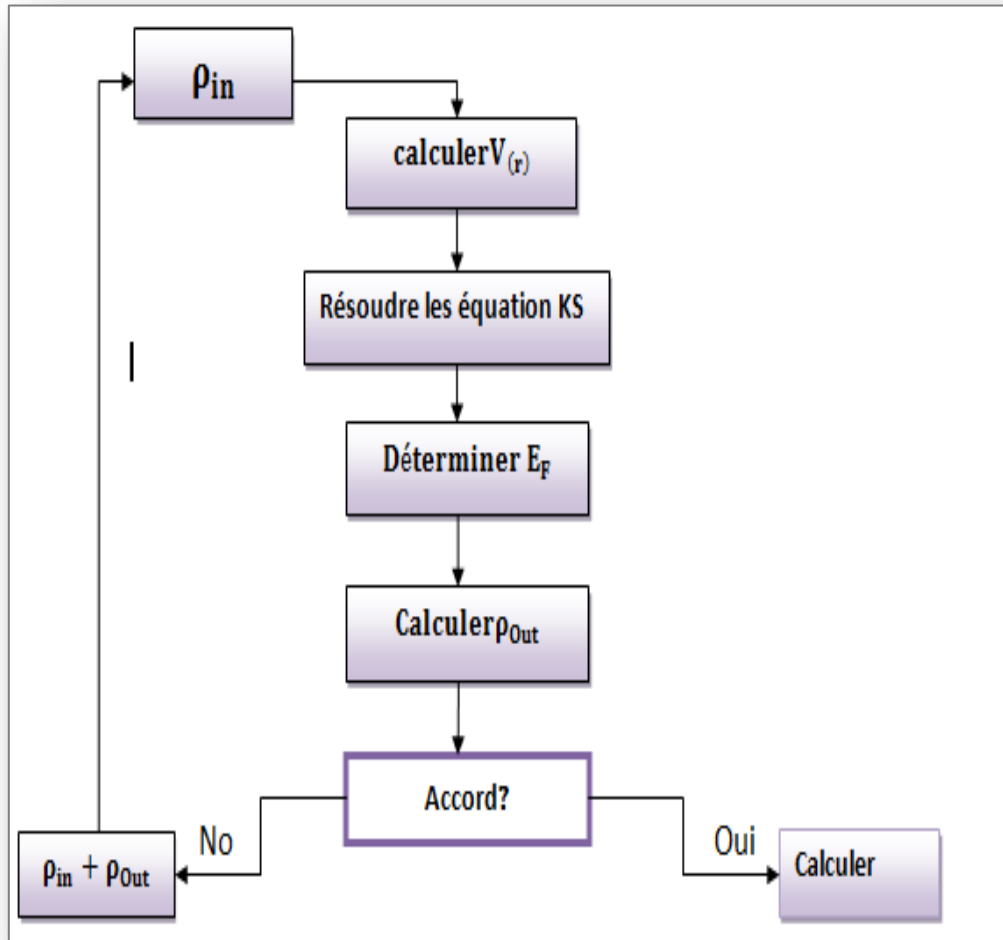 ρin
calculerV(r)
Résoudre les équation KS
Déterminer EF
CalculerρOut
Accord?
No
Oui
ρin + ρOut
Calculer